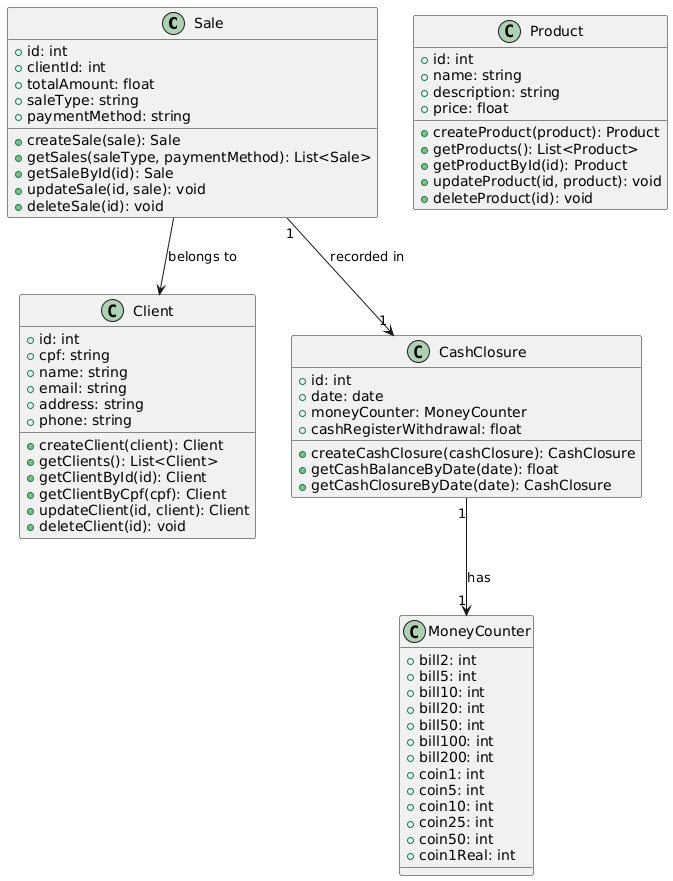 C Sale
+ id: int
+ clientId: int
+ totalAmount: float
+ saleType: string
+ paymentMethod: string
+ createSale(sale): Sale
+ getSales(saleType, paymentMethod): List<Sale>
+ getSaleById(id): Sale
+ updateSale(id, sale): void
+ deleteSale(id): void
C Product
+ id: int
+ name: string
+ description: string
+ price: float
+ createProduct(product): Product
+ getProducts(): List<Product>
+ getProductById(id): Product
+ updateProduct(id, product): void
+ deleteProduct(id): void
belongs to
1
recorded in
1
C Client
+ id: int
+ cpf: string
+ name: string
+ email: string
+ address: string
+ phone: string
+ createClient(client): Client
+ getClients(): List<Client>
+ getClientById(id): Client
+ getClientByCpf(cpf): Client
+ updateClient(id, client): Client
+ deleteClient(id): void
C CashClosure
+ id: int
+ date: date
+ moneyCounter: MoneyCounter
+ cashRegisterWithdrawal: float
+ createCashClosure(cashClosure): CashClosure
+ getCashBalanceByDate(date): float
+ getCashClosureByDate(date): CashClosure
1
has
1
C MoneyCounter
+ bill2: int
+ bill5: int
+ bill10: int
+ bill20: int
+ bill50: int
+ bill100: int
+ bill200: int
+ coin1: int
+ coin5: int
+ coin10: int
+ coin25: int
+ coin50: int
+ coin1Real: int